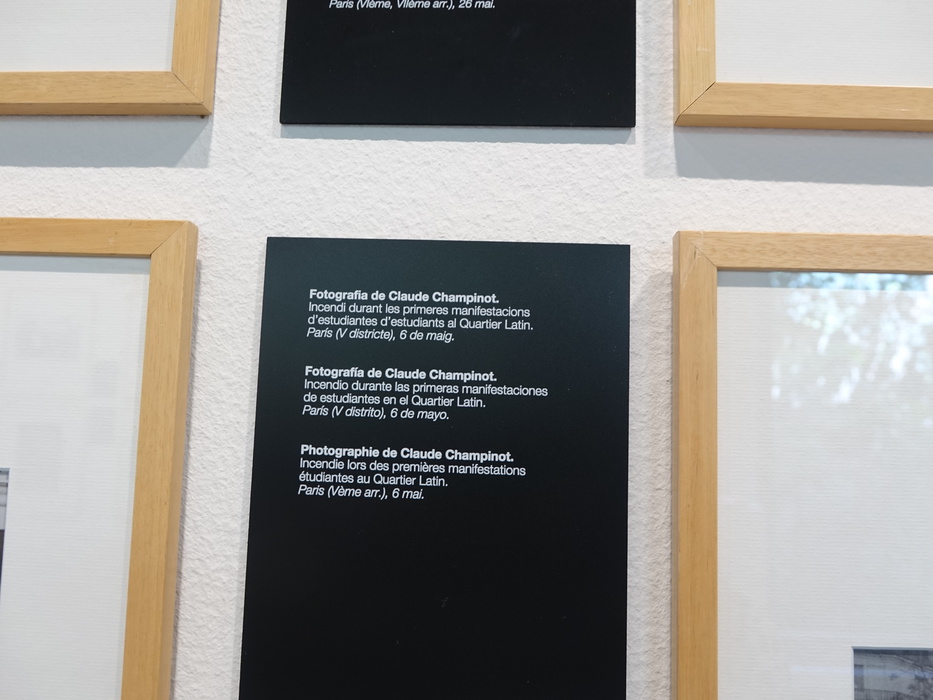 Paris (VIème, VIIème arr.), 26 mai.
Fotografia de Claude Champinot.
Incendi durant les primeres manifestacions
d'estudiantes d'estudiants al Quartier Latin.
París (V districte), 6 de maig.
Fotografía de Claude Champinot.
Incendio durante las primeras manifestaciones
de estudiantes en el Quartier Latin.
París (V distrito), 6 de mayo.
Photographie de Claude Champinot.
Incendie lors des premières manifestations
étudiantes au Quartier Latin.
Paris (Vème arr.), 6 mai.